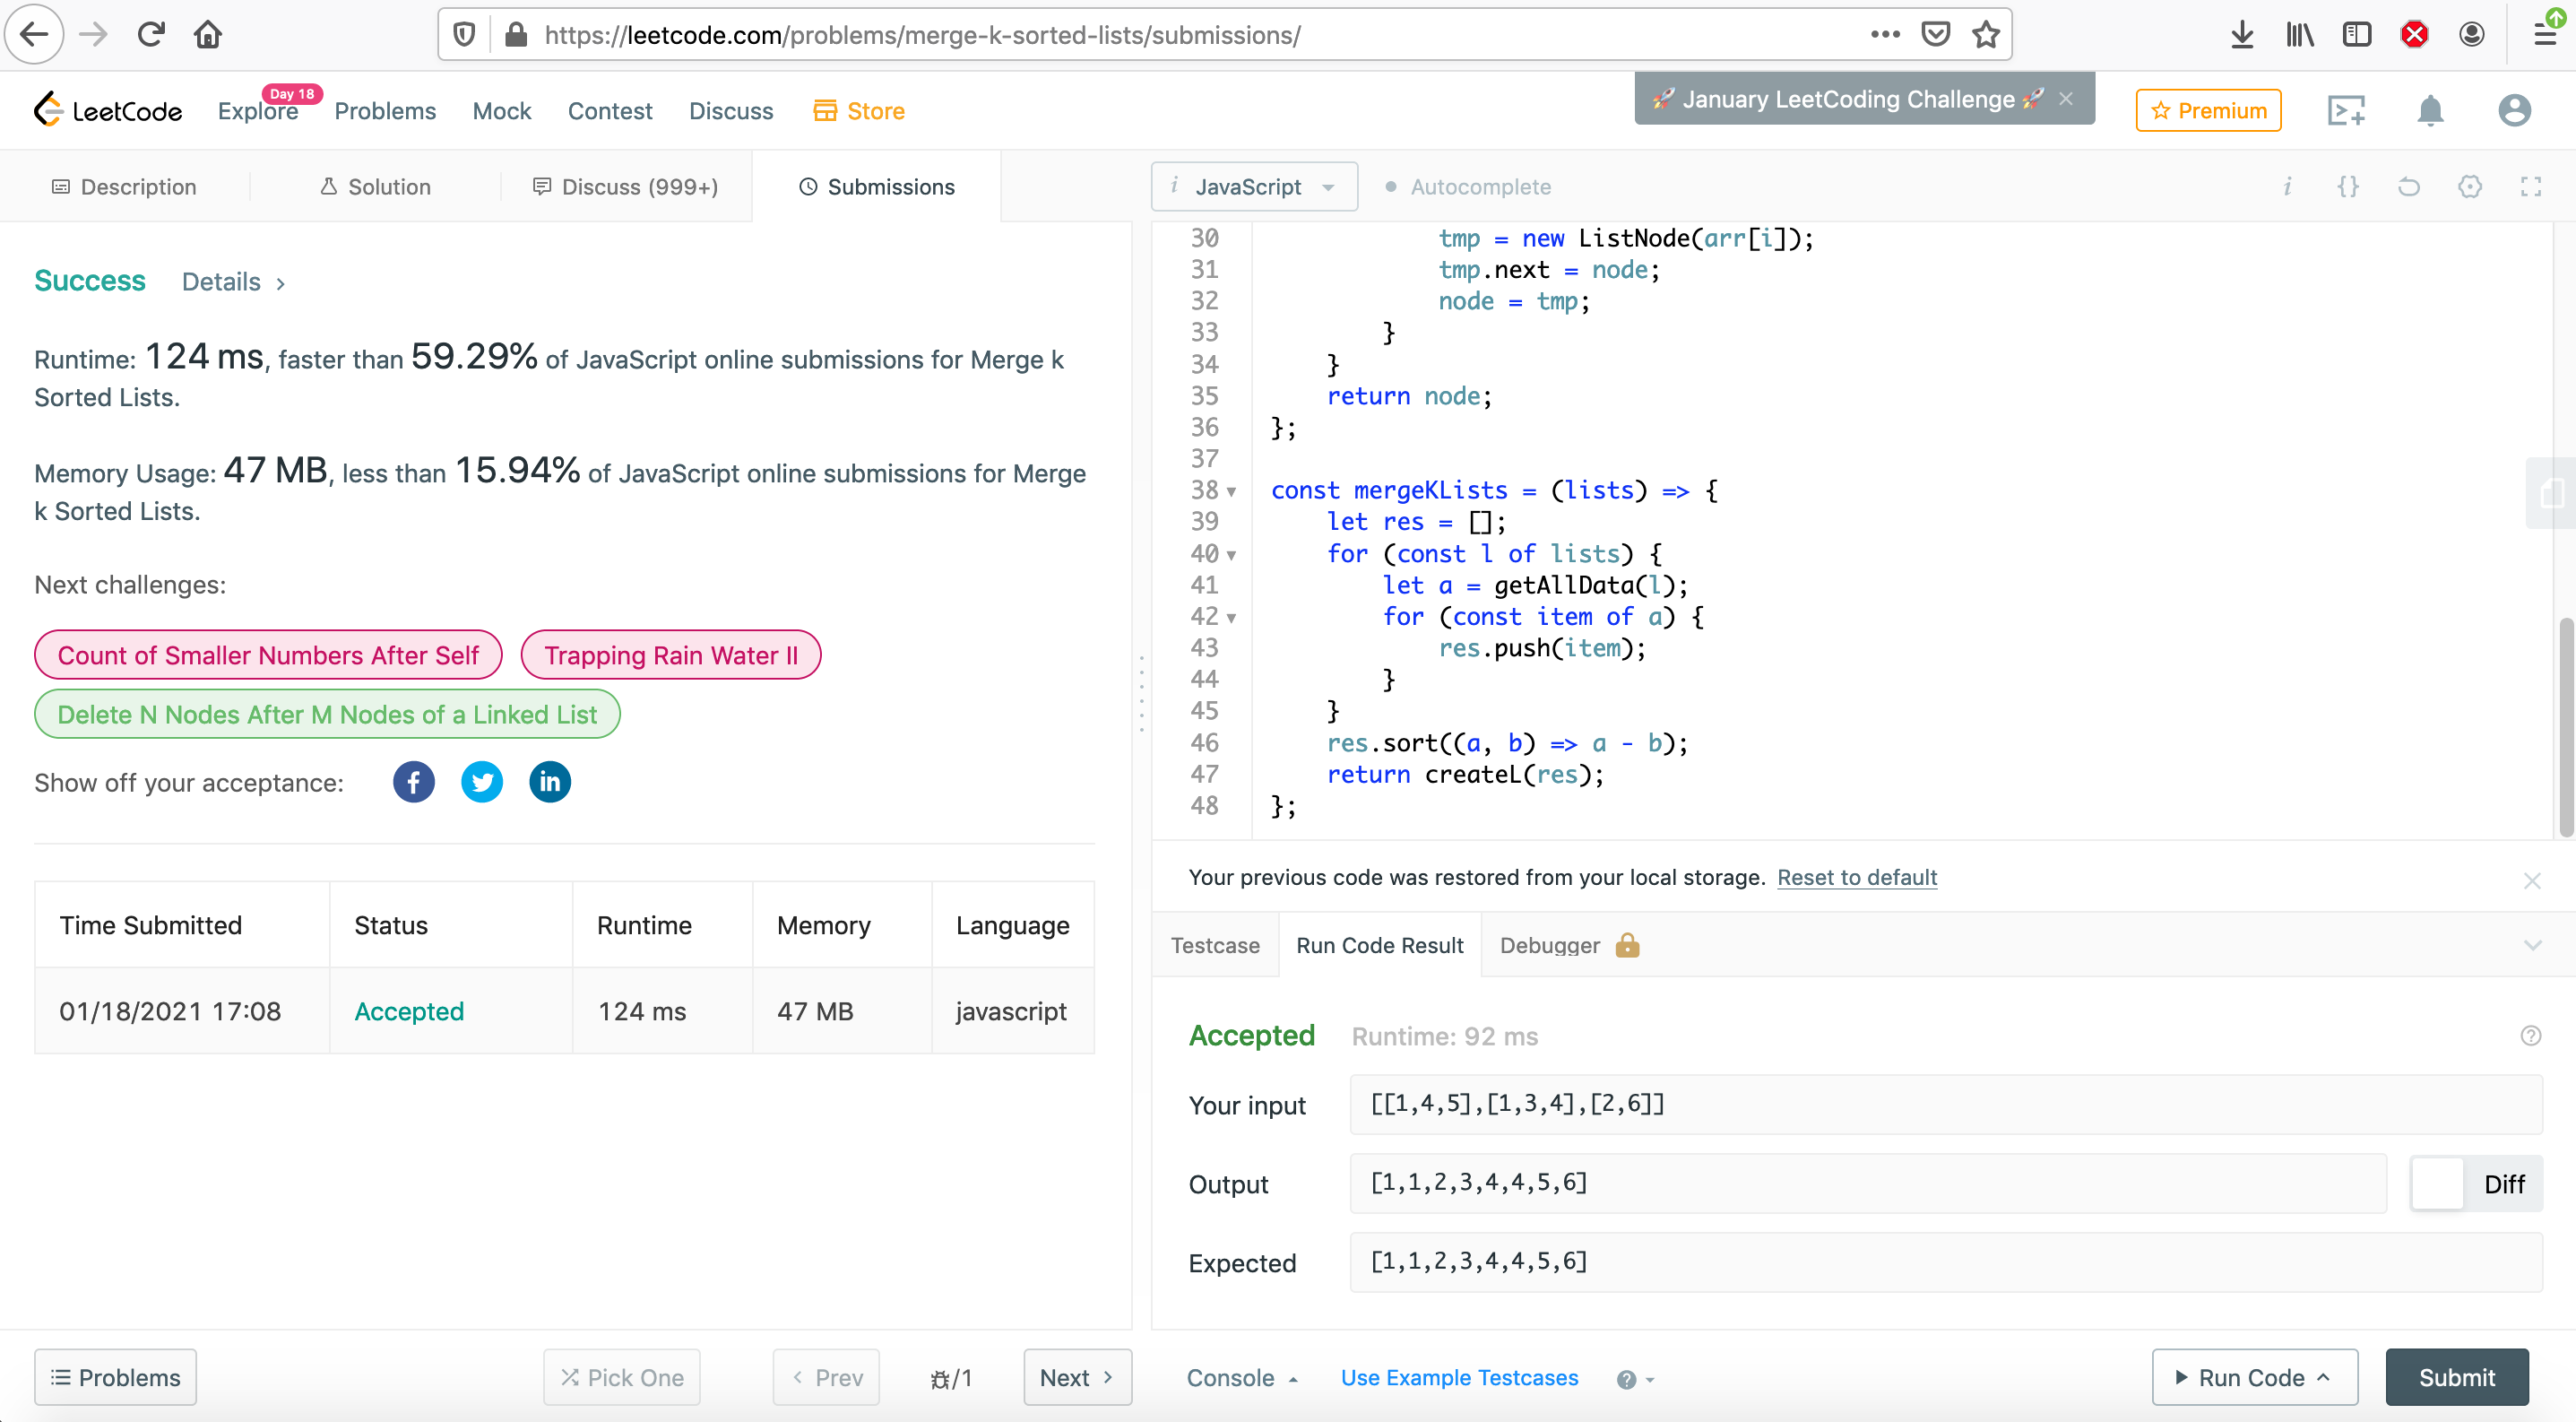 https://leetcode.com/problems/merge-k-sorted-lists/submissions/
LeetCode
Explore
Day 18
Problems
Mock
Contest
Discuss
Store
🚀 January LeetCoding Challenge 🚀
Premium
Description
Solution
Discuss (999+)
Submissions
Success
Details
Runtime: 124 ms, faster than 59.29% of JavaScript online submissions for Merge k
Sorted Lists.
Memory Usage: 47 MB, less than 15.94% of JavaScript online submissions for Merge
k Sorted Lists.
Next challenges:
Count of Smaller Numbers After Self
Trapping Rain Water II
Delete N Nodes After M Nodes of a Linked List
Show off your acceptance:
Time Submitted Status Runtime Memory Language
01/18/2021 17:08 Accepted 124 ms 47 MB javascript
Problems
Pick One
Prev
/1
Next
i JavaScript
Autocomplete
30 tmp = new ListNode(arr[i]);
31 tmp.next = node;
32 node = tmp;
33 }
34 }
35 return node;
36 };
37
38 const mergeKLists = (lists) => {
39 let res = [];
40 for (const l of lists) {
41 let a = getAllData(l);
42 for (const item of a) {
43 res.push(item);
44 }
45 }
46 res.sort((a, b) => a - b);
47 return createL(res);
48 };
Your previous code was restored from your local storage. Reset to default
Testcase
Run Code Result
Debugger
Accepted Runtime: 92 ms
Your input [[1,4,5],[1,3,4],[2,6]]
Output [1,1,2,3,4,4,5,6]
Diff
Expected [1,1,2,3,4,4,5,6]
Console
Use Example Testcases
Run Code
Submit